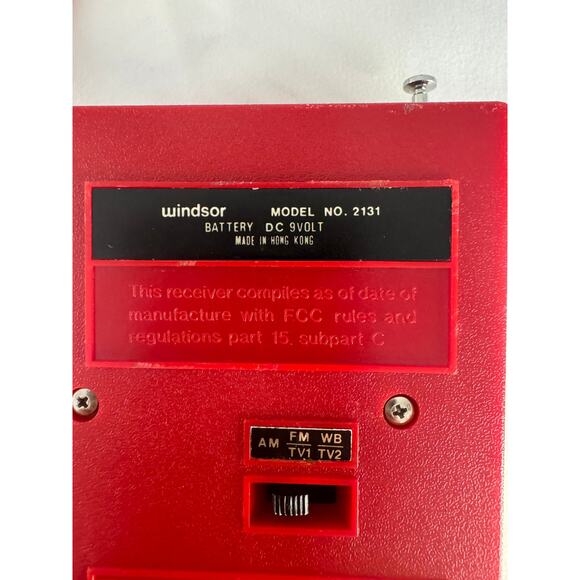 windsor MODEL NO. 2131
BATTERY DC 9VOLT
MADE IN HONG KONG
This receiver complies as of date of
manufacture with FCC rules and
regulations part 15, subpart C
AM FM WB
TV1 TV2